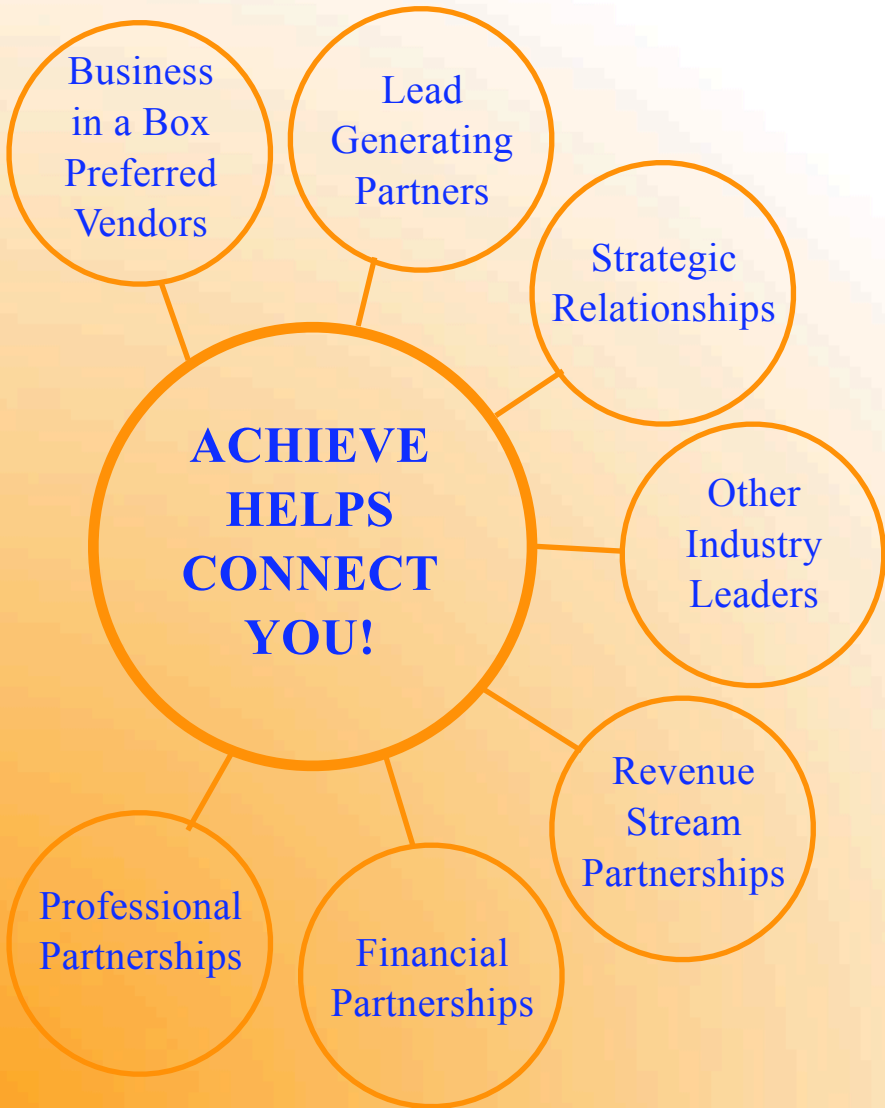 Business
in a Box
Preferred
Vendors
Lead
Generating
Partners
Strategic
Relationships
ACHIEVE
HELPS
CONNECT
YOU!
Other
Industry
Leaders
Revenue
Stream
Partnerships
Professional
Partnerships
Financial
Partnerships